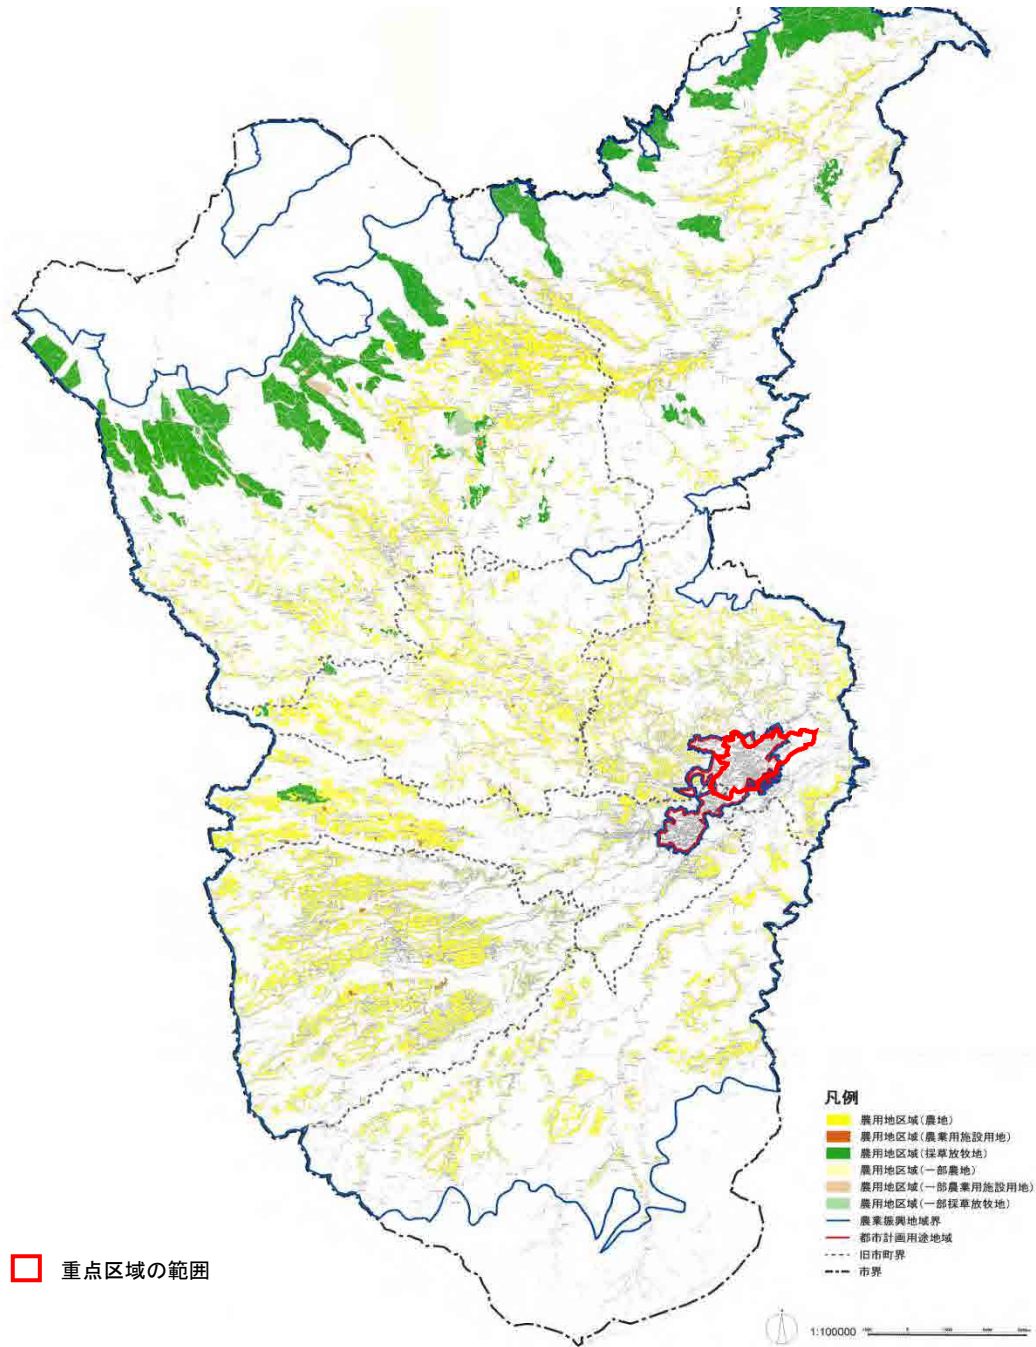 凡例
農用地区域(農地)
農用地区域(農業用施設用地)
農用地区域(採草放牧地)
農用地区域(一部農地)
農用地区域(一部農業用施設用地)
農用地区域(一部採草放牧地)
農業振興地域界
都市計画用途地域
旧市町界
市界
重点区域の範囲
1:100000